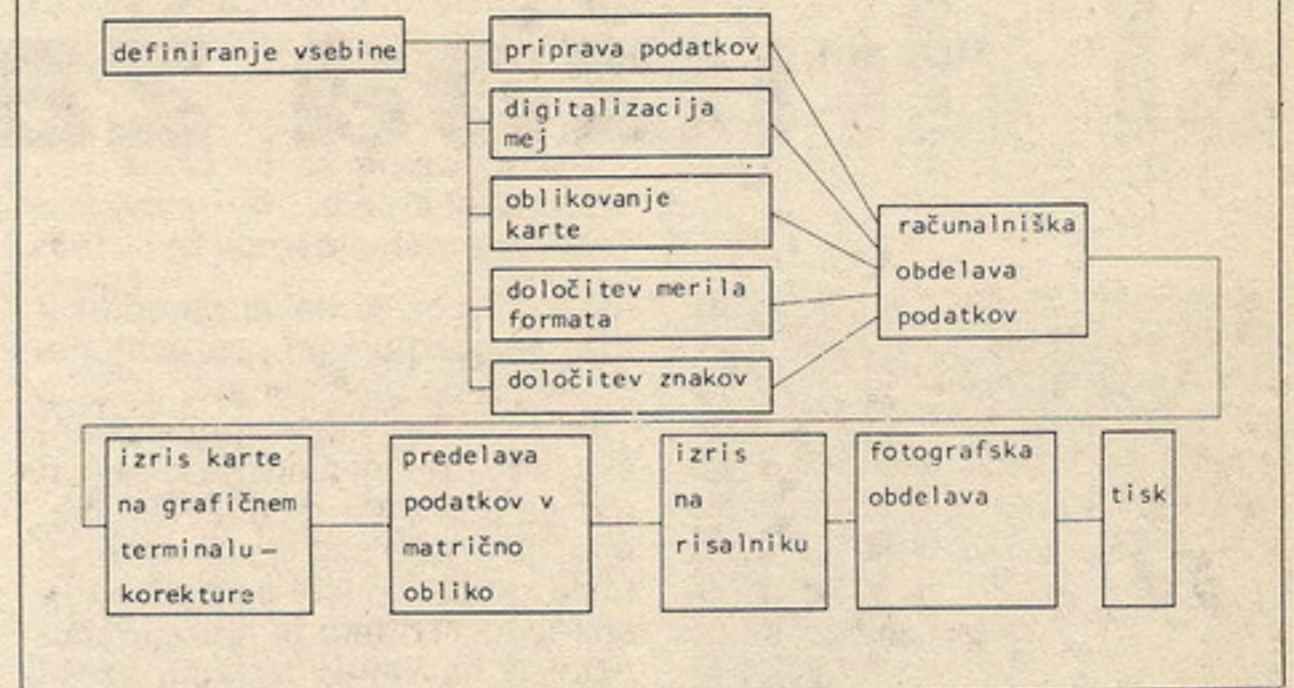 definiranje vsebine
priprava podatkov
digitalizacija
mej
oblikovanje
karte
določitev merila
formata
določitev znakov
računalniška
obdelava
podatkov
izris karte
na grafičnem
terminalu –
korekture
predelava
podatkov v
matrično
obliko
izris
na
risalniku
fotografska
obdelava
tisk